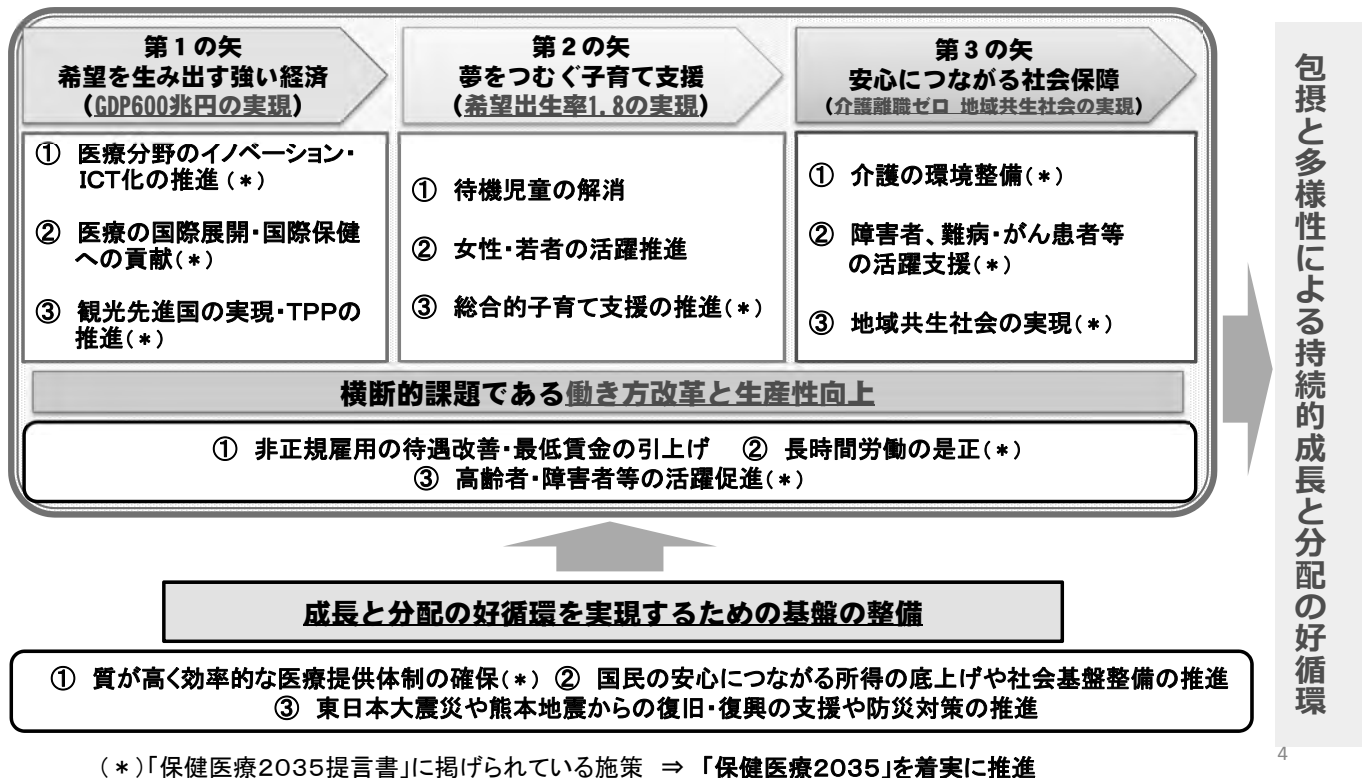 第1の矢
希望を生み出す強い経済
(GDP600兆円の実現)
① 医療分野のイノベーション・
ICT化の推進(*)
② 医療の国際展開・国際保健
への貢献(*)
③ 観光先進国の実現・TPPの
推進(*)
第2の矢
夢をつむぐ子育て支援
(希望出生率1.8の実現)
① 待機児童の解消
② 女性・若者の活躍推進
③ 総合的子育て支援の推進(*)
第3の矢
安心につながる社会保障
(介護離職ゼロ 地域共生社会の実現)
① 介護の環境整備(*)
② 障害者、難病・がん患者等
の活躍支援(*)
③ 地域共生社会の実現(*)
横断的課題である働き方改革と生産性向上
① 非正規雇用の待遇改善・最低賃金の引上げ ② 長時間労働の是正(*)
③ 高齢者・障害者等の活躍促進(*)
成長と分配の好循環を実現するための基盤の整備
① 質が高く効率的な医療提供体制の確保(*) ② 国民の安心につながる所得の底上げや社会基盤整備の推進
③ 東日本大震災や熊本地震からの復旧・復興の支援や防災対策の推進
(*)「保健医療2035提言書」に掲げられている施策 ⇒ 「保健医療2035」を着実に推進
包摂と多様性による持続的成長と分配の好循環
4